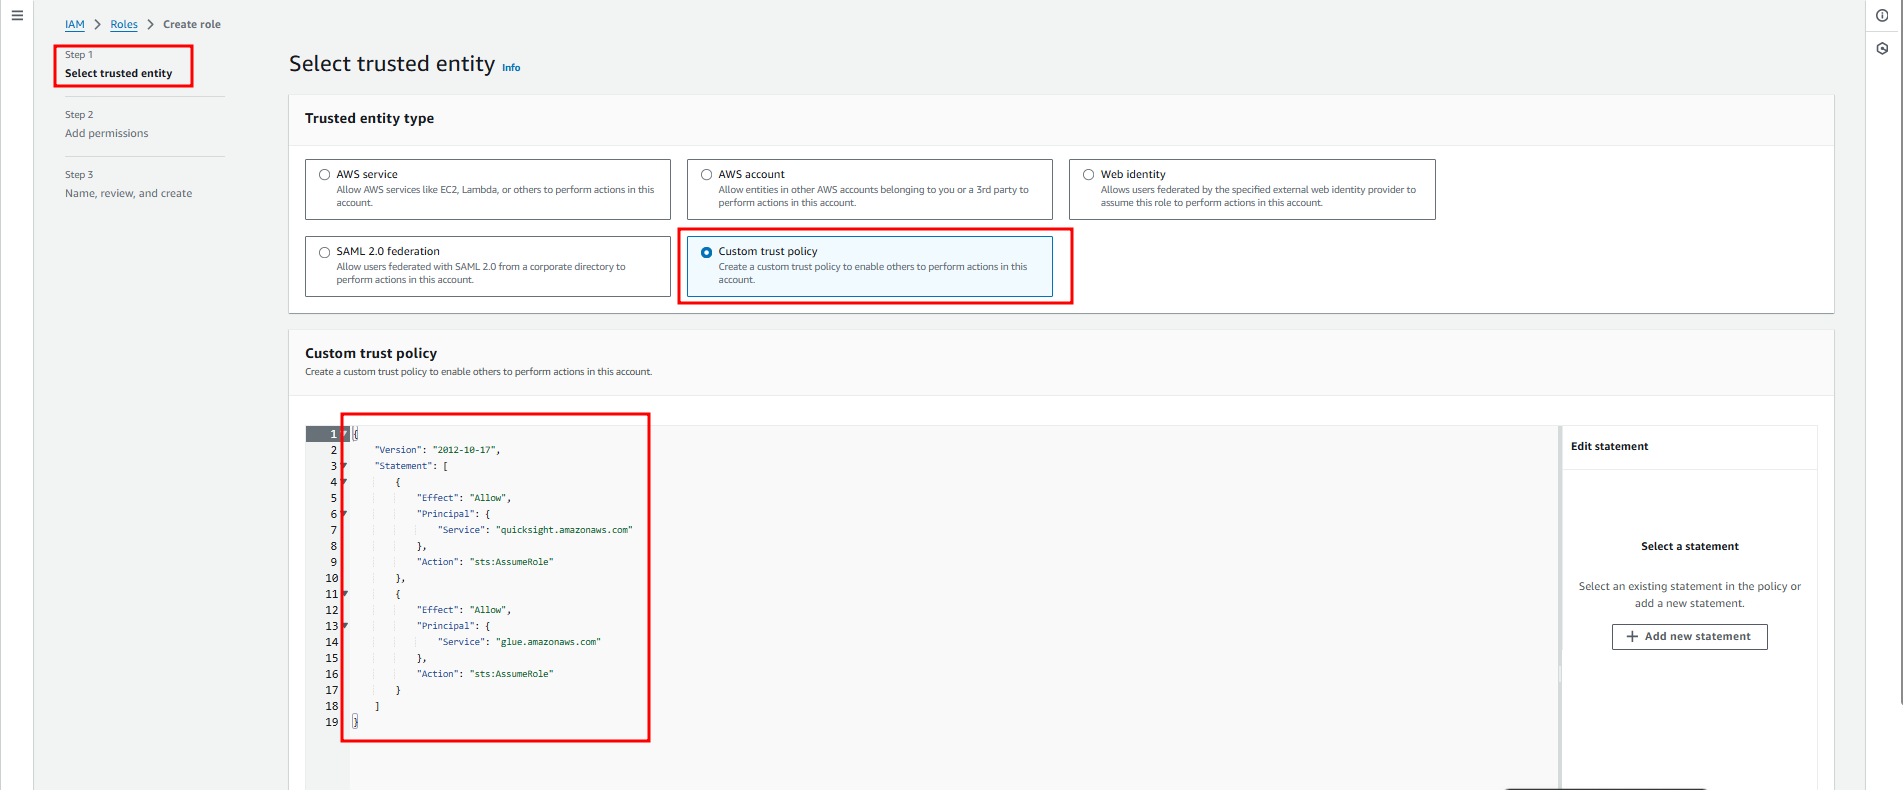 IAM > Roles > Create role
Step 1
Select trusted entity
Step 2
Add permissions
Step 3
Name, review, and create
Select trusted entity Info
Trusted entity type
AWS service
Allow AWS services like EC2, Lambda, or others to perform actions in this
account.
AWS account
Allow entities in other AWS accounts belonging to you or a 3rd party to
perform actions in this account.
Web identity
Allows users federated by the specified external web identity provider to
assume this role to perform actions in this account.
SAML 2.0 federation
Allow users federated with SAML 2.0 from a corporate directory to
perform actions in this account.
Custom trust policy
Create a custom trust policy to enable others to perform actions in this
account.
Custom trust policy
Create a custom trust policy to enable others to perform actions in this account.
1 {
2 "Version": "2012-10-17",
3 "Statement": [
4 {
5 "Effect": "Allow",
6 "Principal": {
7 "Service": "quicksight.amazonaws.com"
8 },
9 "Action": "sts:AssumeRole"
10 },
11 {
12 "Effect": "Allow",
13 "Principal": {
14 "Service": "glue.amazonaws.com"
15 },
16 "Action": "sts:AssumeRole"
17 }
18 ]
19 }
Edit statement
Select a statement
Select an existing statement in the policy or
add a new statement.
+ Add new statement